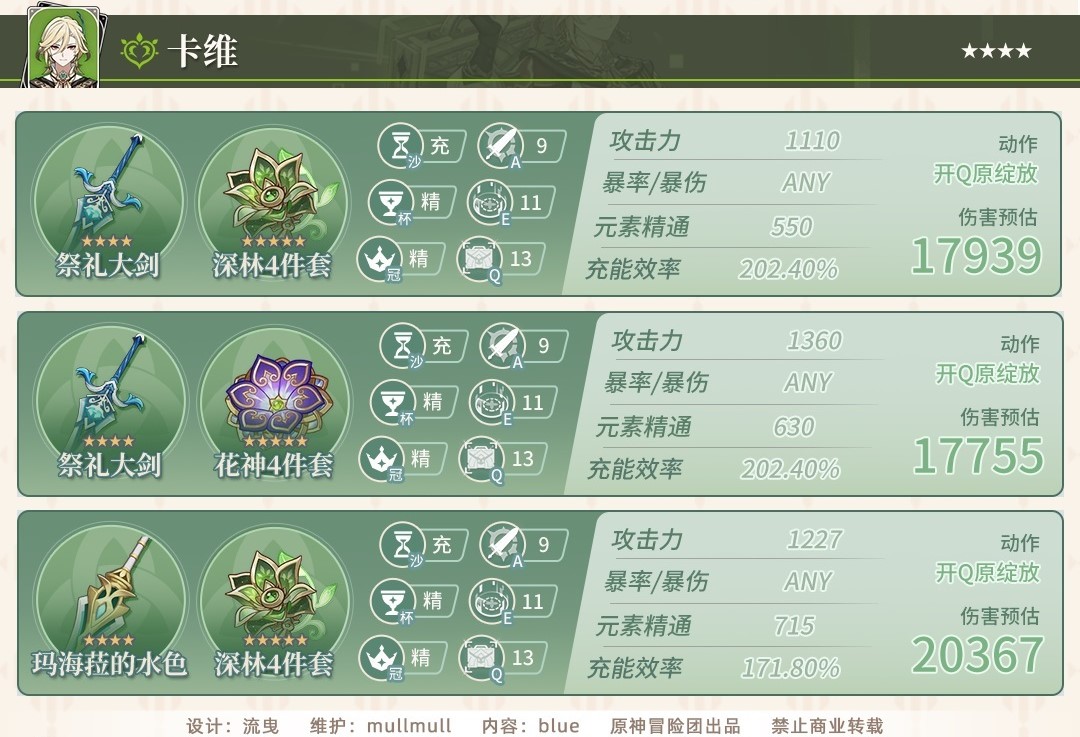 卡维
★★★★
祭礼大剑
深林4件套
沙 充
A 9
杯 精
E 11
冠 精
Q 13
攻击力 1110
暴率/暴伤 ANY
元素精通 550
充能效率 202.40%
动作
开Q原绽放
伤害预估
17939
祭礼大剑
花神4件套
沙 充
A 9
杯 精
E 11
冠 精
Q 13
攻击力 1360
暴率/暴伤 ANY
元素精通 630
充能效率 202.40%
动作
开Q原绽放
伤害预估
17755
玛海菈的水色
深林4件套
沙 充
A 9
杯 精
E 11
冠 精
Q 13
攻击力 1227
暴率/暴伤 ANY
元素精通 715
充能效率 171.80%
动作
开Q原绽放
伤害预估
20367
设计：流曳 维护：mullmull 内容：blue 原神冒险团出品 禁止商业转载